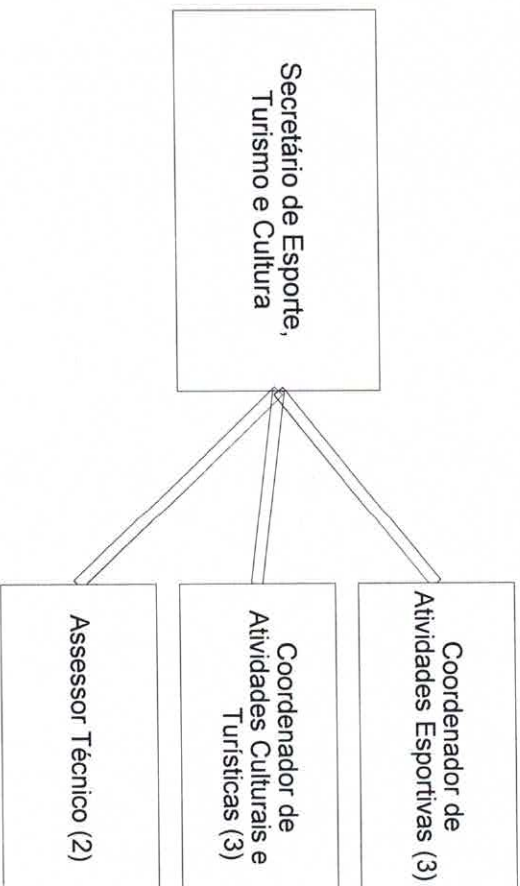 Secretário de Esporte,
Turismo e Cultura
Coordenador de
Atividades Esportivas (3)
Coordenador de
Atividades Culturais e
Turísticas (3)
Assessor Técnico (2)